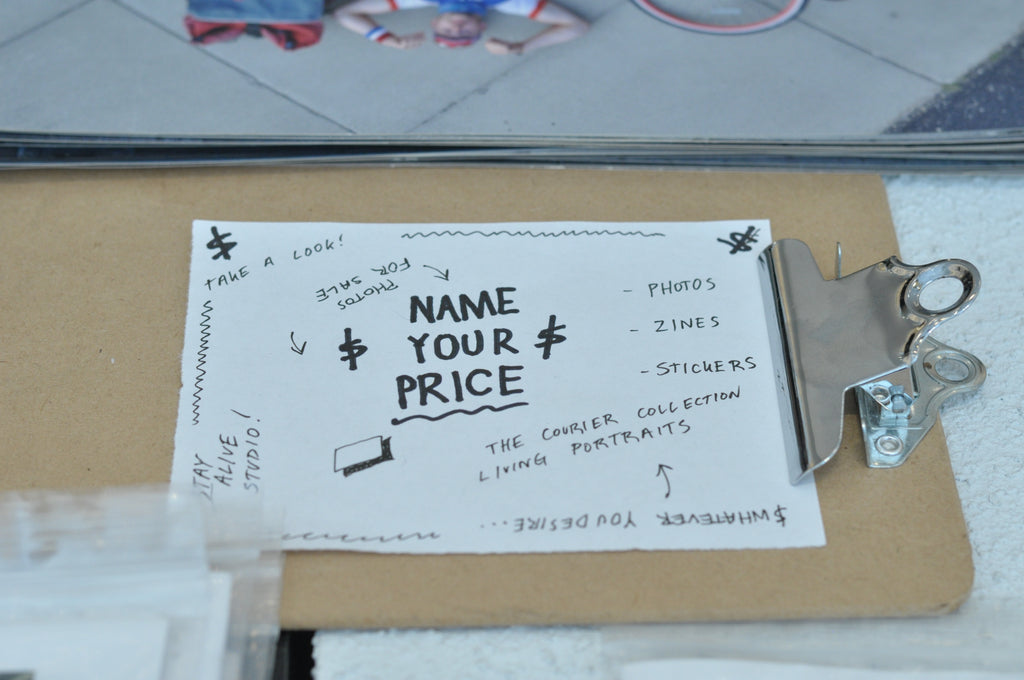 $
TAKE A LOOK!
PHOTOS
FOR SALE
NAME
$ YOUR $
PRICE
- PHOTOS
- ZINES
- STICKERS
THE COURIER COLLECTION
LIVING PORTRAITS
$WHATEVER YOU DESIRE...
STAY
ALIVE
STUDIO!